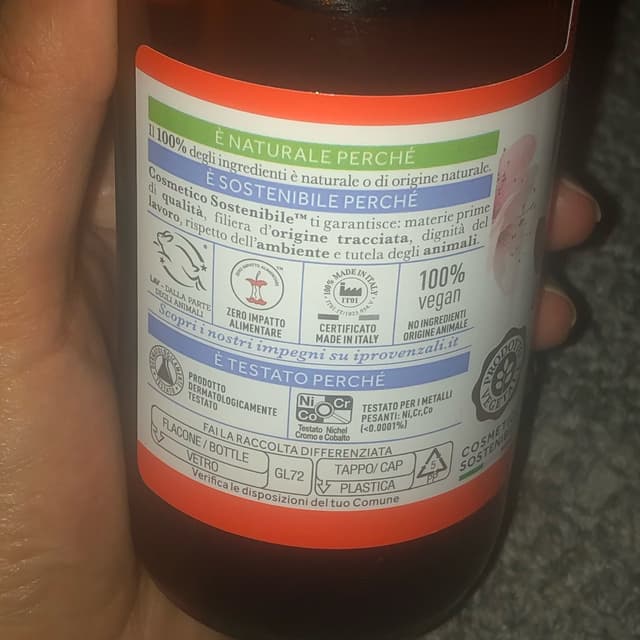 È NATURALE PERCHÉ
Il 100% degli ingredienti è naturale o di origine naturale.
È SOSTENIBILE PERCHÉ
Cosmetico Sostenibile™ ti garantisce: materie prime
di qualità, filiera d'origine tracciata, dignità del
lavoro, rispetto dell'ambiente e tutela degli animali.
LAV - DALLA PARTE
DEGLI ANIMALI
ZERO IMPATTO
ALIMENTARE
100% MADE IN ITALY
IT01
CERTIFICATO
MADE IN ITALY
100%
vegan
NO INGREDIENTI
ORIGINE ANIMALE
Scopri i nostri impegni su iprovenzali.it
È TESTATO PERCHÉ
PRODOTTO
DERMATOLOGICAMENTE
TESTATO
Ni Cr
Co
Testato Nichel
Cromo e Cobalto
TESTATO PER I METALLI
PESANTI: Ni,Cr,Co
(<0.0001%)
FAI LA RACCOLTA DIFFERENZIATA
FLACONE / BOTTLE
VETRO
GL72
TAPPO/ CAP
PLASTICA
5
PP
Verifica le disposizioni del tuo Comune
COSMETICO
SOSTENIBILE